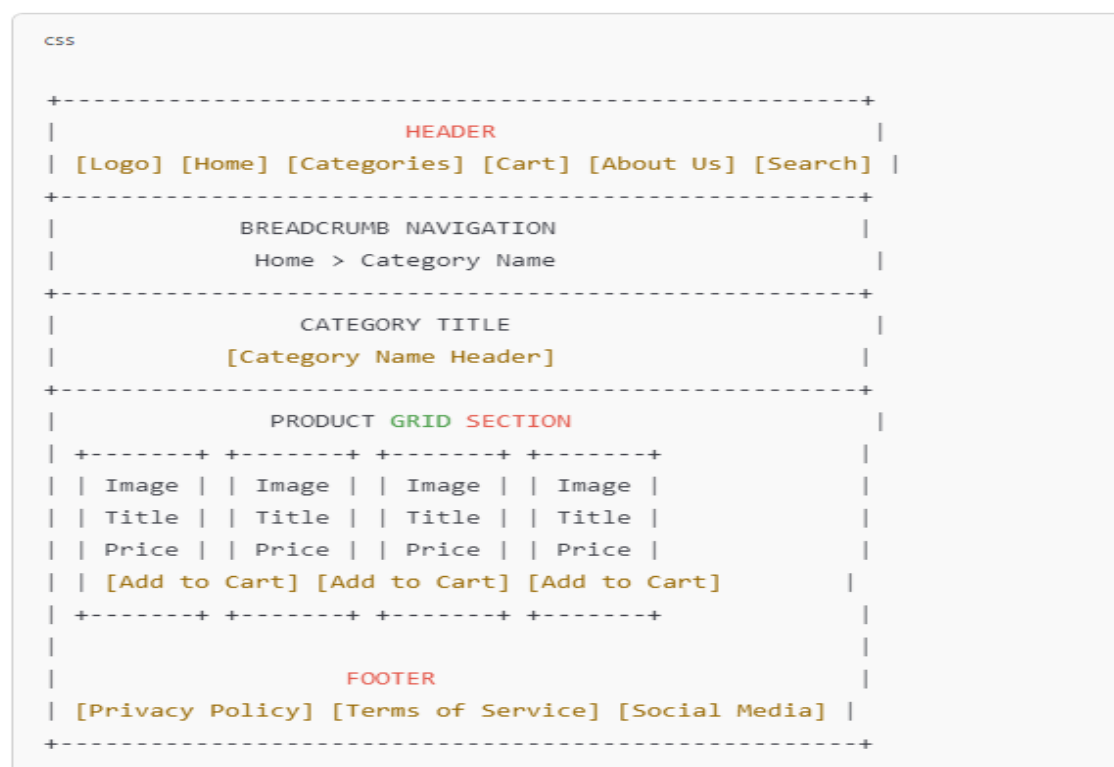 css
+-----------------------------------------------------+
|                       HEADER                         |
| [Logo] [Home] [Categories] [Cart] [About Us] [Search] |
+-----------------------------------------------------+
|            BREADCRUMB NAVIGATION                    |
|             Home > Category Name                     |
+-----------------------------------------------------+
|                CATEGORY TITLE                        |
|           [Category Name Header]                    |
+-----------------------------------------------------+
|              PRODUCT GRID SECTION                    |
| +-------+ +-------+ +-------+ +-------+             |
| | Image | | Image | | Image | | Image |             |
| | Title | | Title | | Title | | Title |             |
| | Price | | Price | | Price | | Price |             |
| | [Add to Cart] [Add to Cart] [Add to Cart]        |
| +-------+ +-------+ +-------+ +-------+             |
|                                                     |
|                   FOOTER                            |
| [Privacy Policy] [Terms of Service] [Social Media] |
+-----------------------------------------------------+